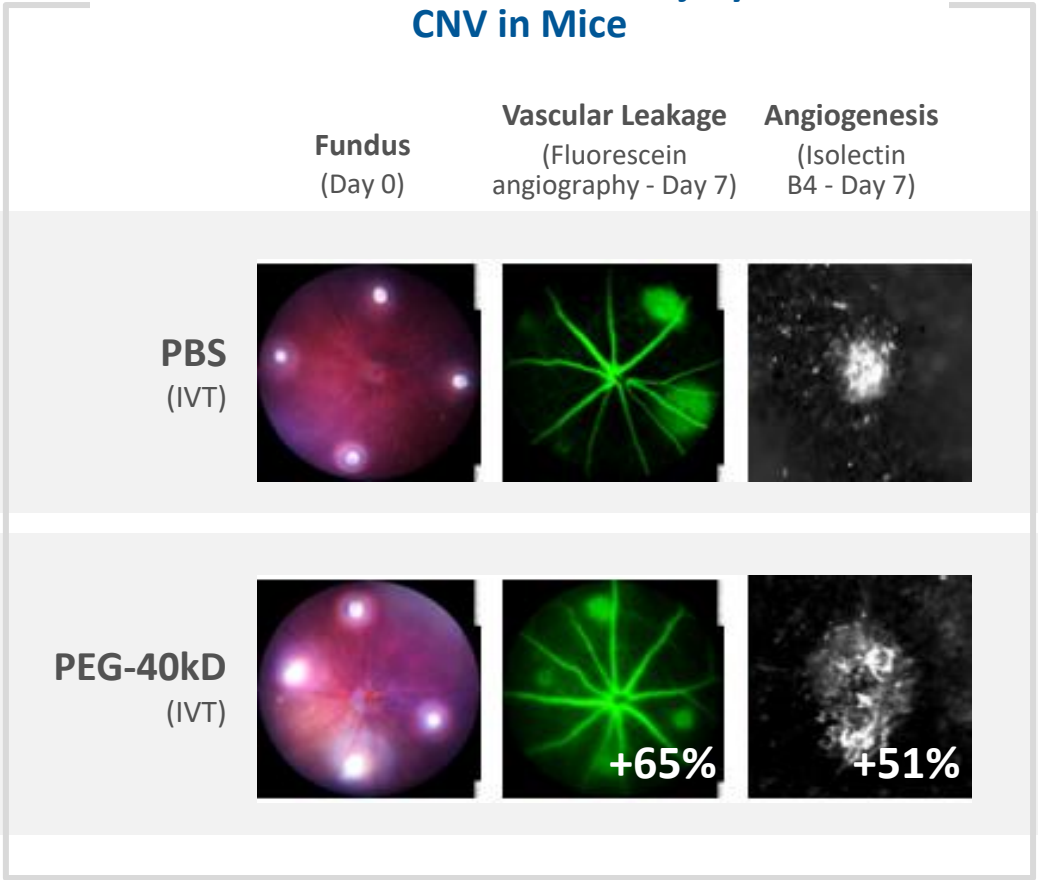 CNV in Mice
Fundus
(Day 0)
Vascular Leakage
(Fluorescein
angiography - Day 7)
Angiogenesis
(Isolectin
B4 - Day 7)
PBS
(IVT)
PEG-40kD
(IVT)
+65%
+51%